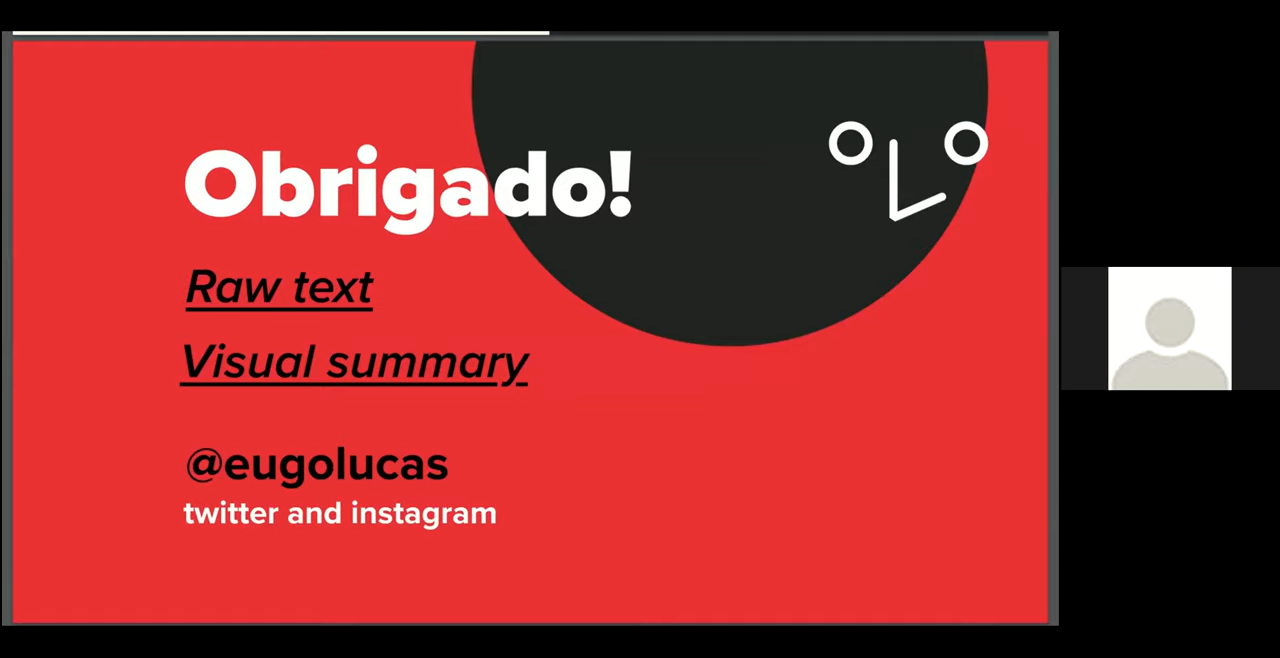 Obrigado!
Raw text
Visual summary
@eugolucas
twitter and instagram